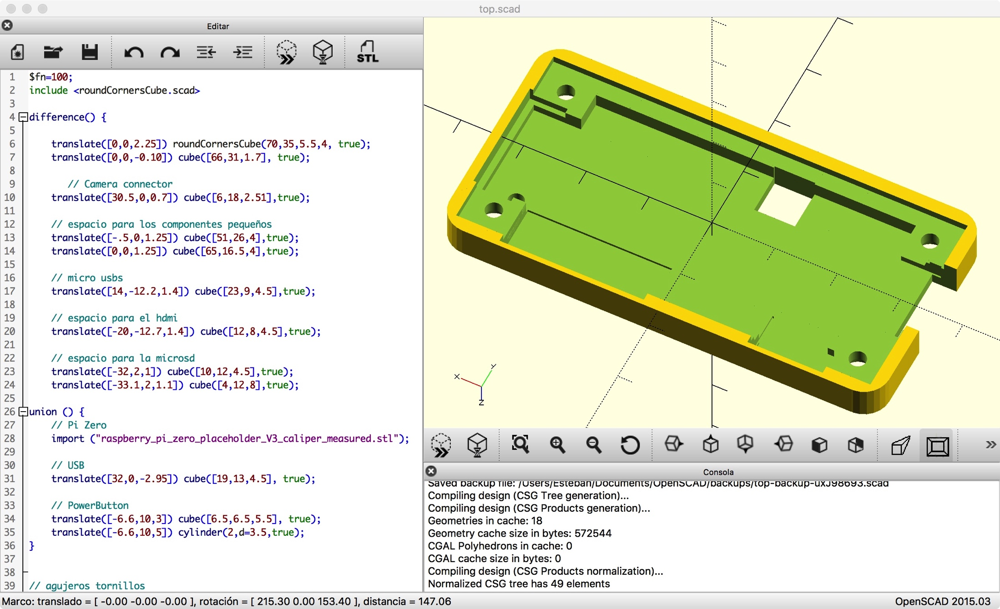 top.scad
Editar
STL
1 $fn=100;
2 include <roundCornersCube.scad>
3
4 difference() {
5
6 translate([0,0,2.25]) roundCornersCube(70,35,5.5,4, true);
7 translate([0,0,-0.10]) cube([66,31,1.7], true);
8
9 // Camera connector
10 translate([30.5,0,0.7]) cube([6,18,2.51],true);
11
12 // espacio para los componentes pequeños
13 translate([-.5,0,1.25]) cube([51,26,4],true);
14 translate([0,0,1.25]) cube([65,16.5,4],true);
15
16 // micro usbs
17 translate([14,-12.2,1.4]) cube([23,9,4.5],true);
18
19 // espacio para el hdmi
20 translate([-20,-12.7,1.4]) cube([12,8,4.5],true);
21
22 // espacio para la microsd
23 translate([-32,2,1]) cube([10,12,4.5],true);
24 translate([-33.1,2,1.1]) cube([4,12,8],true);
25
26 union () {
27 // Pi Zero
28 import ("raspberry_pi_zero_placeholder_V3_caliper_measured.stl");
29
30 // USB
31 translate([32,0,-2.95]) cube([19,13,4.5], true);
32
33 // PowerButton
34 translate([-6.6,10,3]) cube([6.5,6.5,5.5], true);
35 translate([-6.6,10,5]) cylinder(2,d=3.5,true);
36 }
37
38
39 // agujeros tornillos
X
Y
Z
Consola
Saved backup file: /Users/Esteban/Documents/OpenSCAD/backups/top-backup-uxJ98693.scad
Compiling design (CSG Tree generation)...
Compiling design (CSG Products generation)...
Geometries in cache: 18
Geometry cache size in bytes: 572544
CGAL Polyhedrons in cache: 0
CGAL cache size in bytes: 0
Compiling design (CSG Products normalization)...
Normalized CSG tree has 49 elements
Marco: translado = [ -0.00 -0.00 -0.00 ], rotación = [ 215.30 0.00 153.40 ], distancia = 147.06
OpenSCAD 2015.03